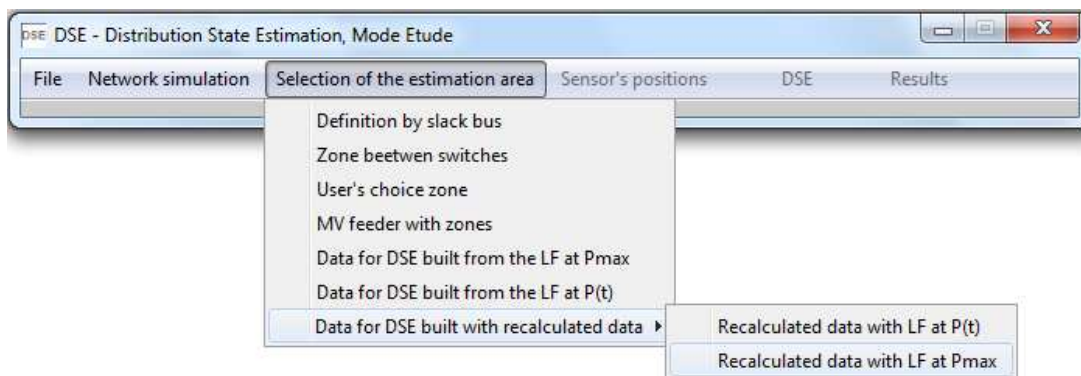 DSE DSE - Distribution State Estimation, Mode Etude
File Network simulation Selection of the estimation area Sensor's positions DSE Results
Definition by slack bus
Zone beetwen switches
User's choice zone
MV feeder with zones
Data for DSE built from the LF at Pmax
Data for DSE built from the LF at P(t)
Data for DSE built with recalculated data
Recalculated data with LF at P(t)
Recalculated data with LF at Pmax